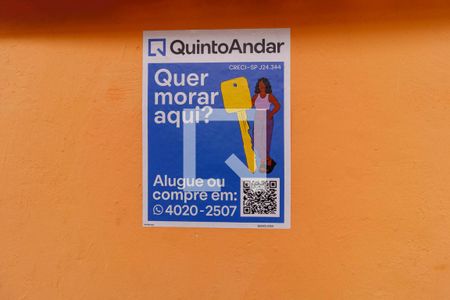 QuintoAndar
CRECI-SP J24.344
Quer
morar
aqui?
Alugue ou
compre em:
4020-2507